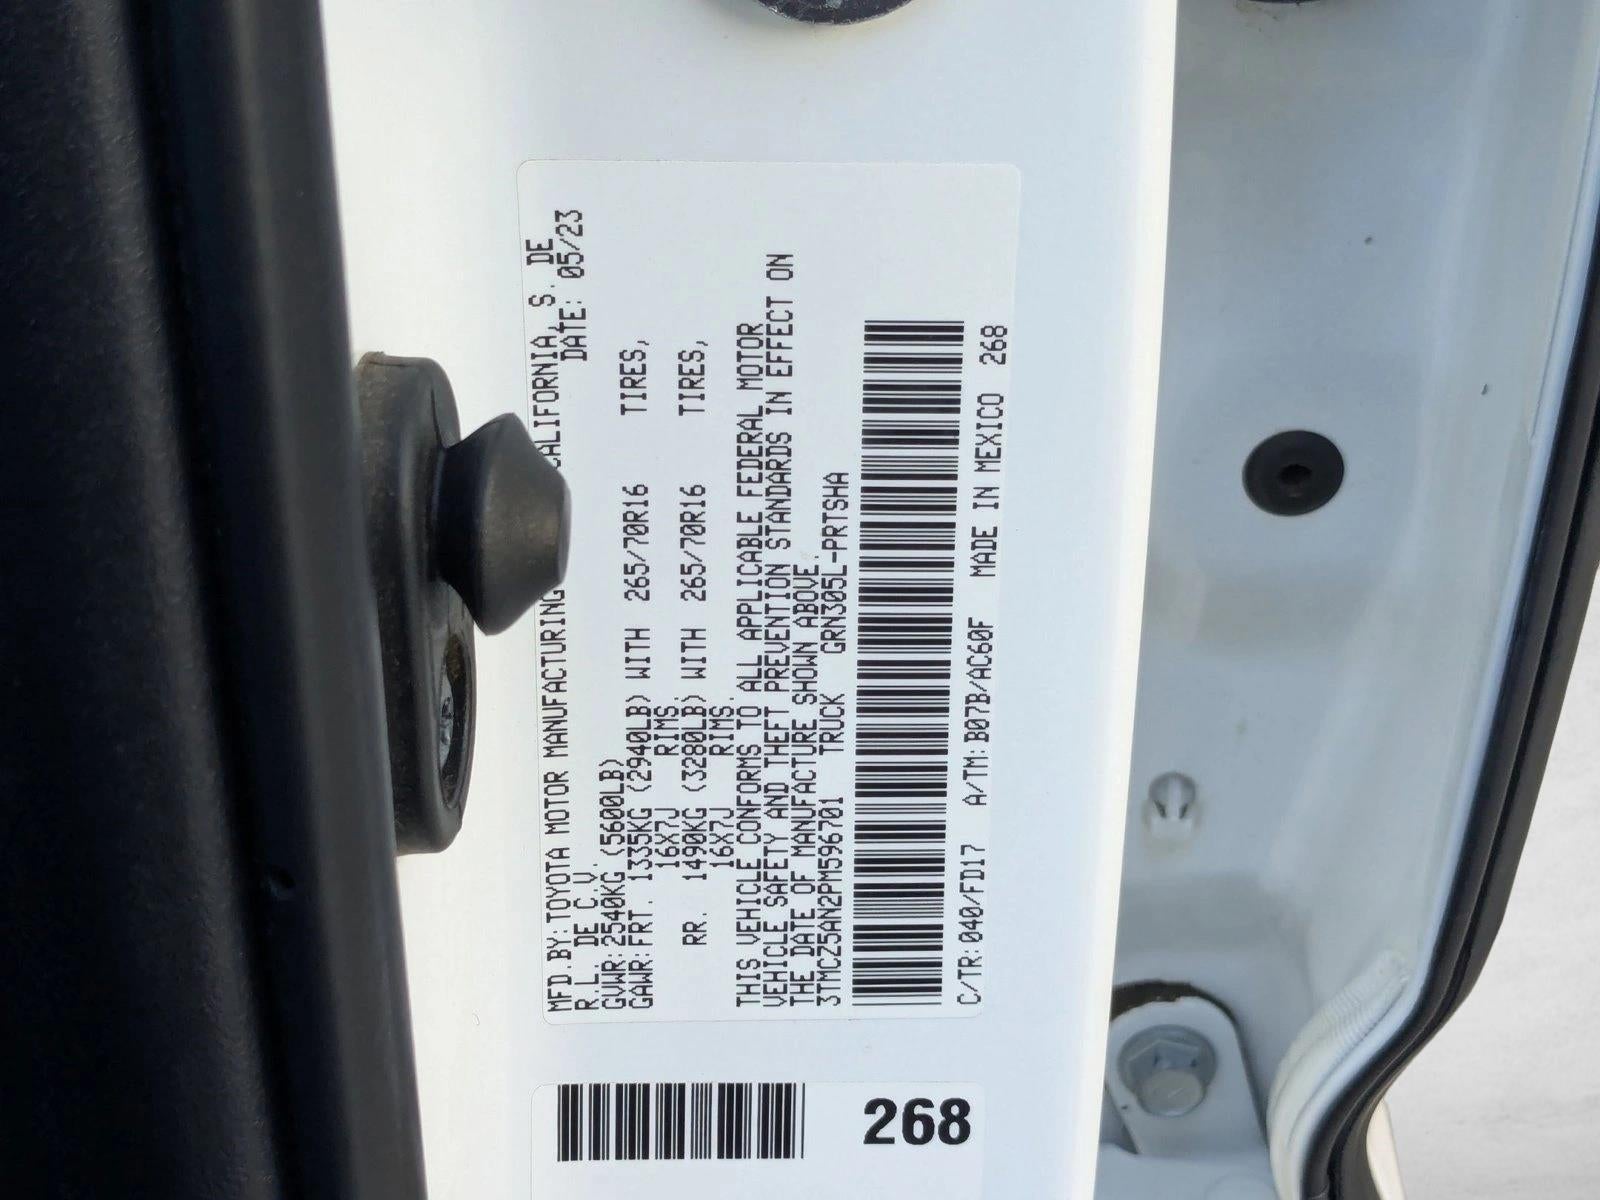 MFD.BY:TOYOTA MOTOR MANUFACTURING CALIFORNIA, S. DE
R.L. DE C.V. DATE: 05/23
GVWR:2540KG (5600LB)
GAWR:FRT. 1335KG (2940LB) WITH 265/70R16 TIRES,
16X7J RIMS
RR. 1490KG (3280LB) WITH 265/70R16 TIRES,
16X7J RIMS.
THIS VEHICLE CONFORMS TO ALL APPLICABLE FEDERAL MOTOR
VEHICLE SAFETY AND THEFT PREVENTION STANDARDS IN EFFECT ON
THE DATE OF MANUFACTURE SHOWN ABOVE.
3TMCZ5AN2PM596701 TRUCK GRN305L-PRTSHA
C/TR:040/FD17 A/TM:B07B/AC60F MADE IN MEXICO 268
268